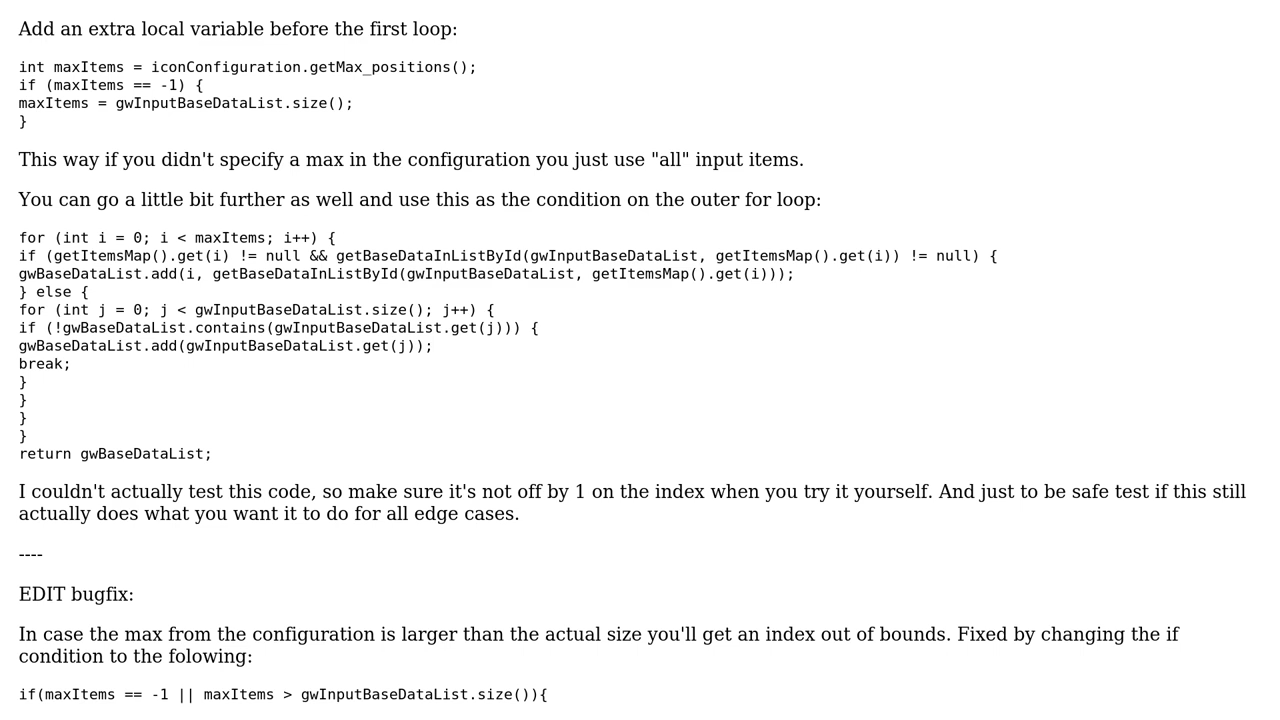 Add an extra local variable before the first loop:
int maxItems = iconConfiguration.getMax_positions();
if (maxItems == -1) {
maxItems = gwInputBaseDataList.size();
}
This way if you didn't specify a max in the configuration you just use "all" input items.
You can go a little bit further as well and use this as the condition on the outer for loop:
for (int i = 0; i < maxItems; i++) {
if (getItemsMap().get(i) != null && getBaseDataInListById(gwInputBaseDataList, getItemsMap().get(i)) != null) {
gwBaseDataList.add(i, getBaseDataInListById(gwInputBaseDataList, getItemsMap().get(i)));
} else {
for (int j = 0; j < gwInputBaseDataList.size(); j++) {
if (!gwBaseDataList.contains(gwInputBaseDataList.get(j))) {
gwBaseDataList.add(gwInputBaseDataList.get(j));
break;
}
}
}
}
return gwBaseDataList;
I couldn't actually test this code, so make sure it's not off by 1 on the index when you try it yourself. And just to be safe test if this still
actually does what you want it to do for all edge cases.
----
EDIT bugfix:
In case the max from the configuration is larger than the actual size you'll get an index out of bounds. Fixed by changing the if
condition to the folowing:
if(maxItems == -1 || maxItems > gwInputBaseDataList.size()){